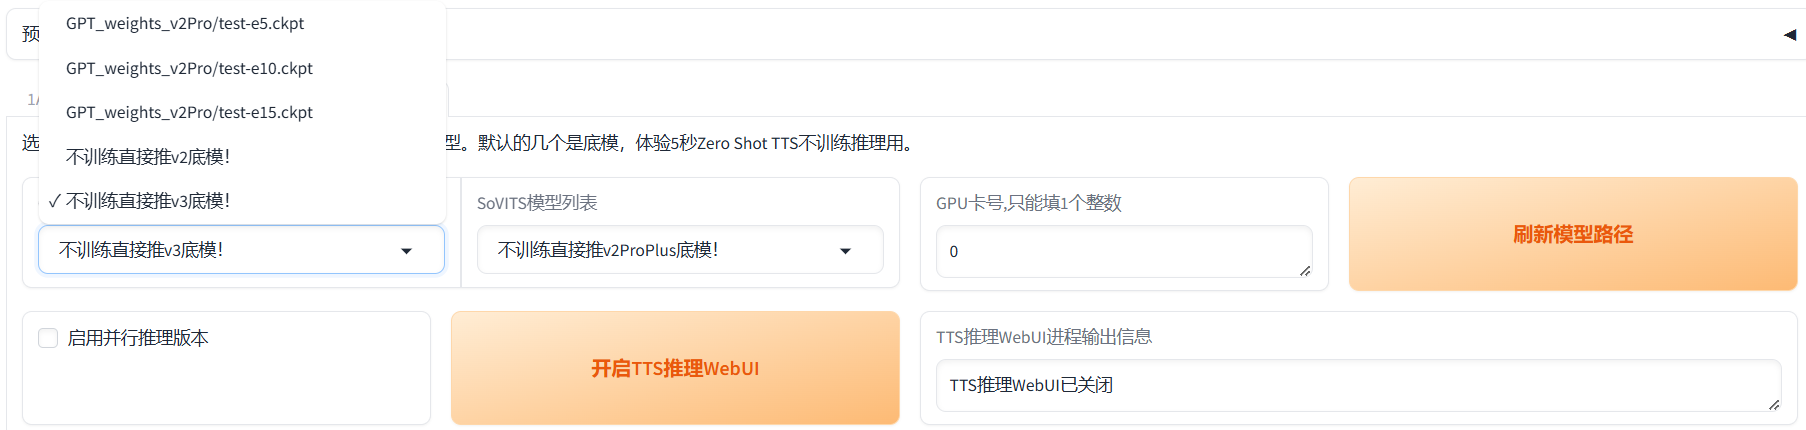 GPT_weights_v2Pro/test-e5.ckpt
预
GPT_weights_v2Pro/test-e10.ckpt
1/
GPT_weights_v2Pro/test-e15.ckpt
选
型。默认的几个是底模，体验5秒Zero Shot TTS不训练推理用。
不训练直接推v2底模！
✓ 不训练直接推v3底模！
不训练直接推v3底模！
SoVITS模型列表
不训练直接推v2ProPlus底模！
GPU卡号,只能填1个整数
0
刷新模型路径
启用并行推理版本
开启TTS推理WebUI
TTS推理WebUI进程输出信息
TTS推理WebUI已关闭